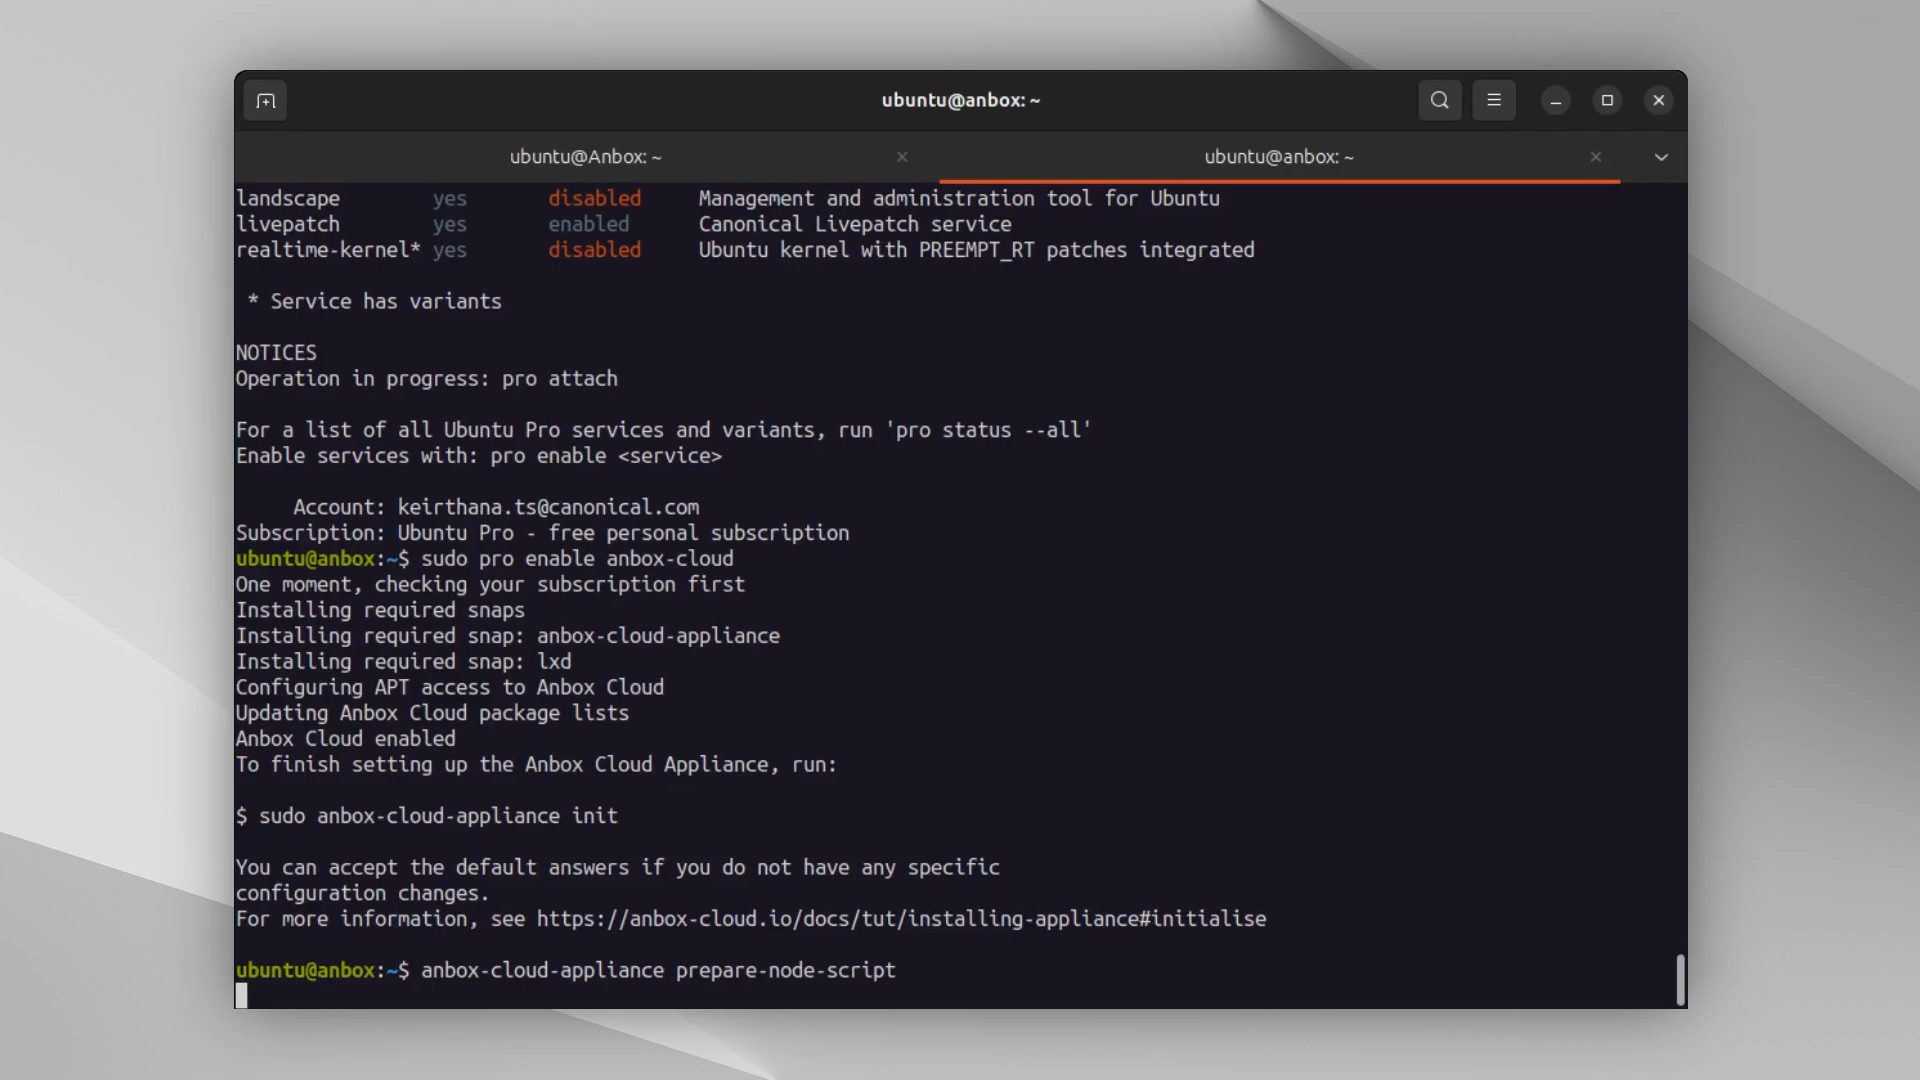 ubuntu@anbox: ~
ubuntu@Anbox: ~
ubuntu@anbox: ~
landscape yes disabled Management and administration tool for Ubuntu
livepatch yes enabled Canonical Livepatch service
realtime-kernel* yes disabled Ubuntu kernel with PREEMPT_RT patches integrated
* Service has variants
NOTICES
Operation in progress: pro attach
For a list of all Ubuntu Pro services and variants, run 'pro status --all'
Enable services with: pro enable <service>
Account: keirthana.ts@canonical.com
Subscription: Ubuntu Pro - free personal subscription
ubuntu@anbox:~$ sudo pro enable anbox-cloud
One moment, checking your subscription first
Installing required snaps
Installing required snap: anbox-cloud-appliance
Installing required snap: lxd
Configuring APT access to Anbox Cloud
Updating Anbox Cloud package lists
Anbox Cloud enabled
To finish setting up the Anbox Cloud Appliance, run:
$ sudo anbox-cloud-appliance init
You can accept the default answers if you do not have any specific
configuration changes.
For more information, see https://anbox-cloud.io/docs/tut/installing-appliance#initialise
ubuntu@anbox:~$ anbox-cloud-appliance prepare-node-script